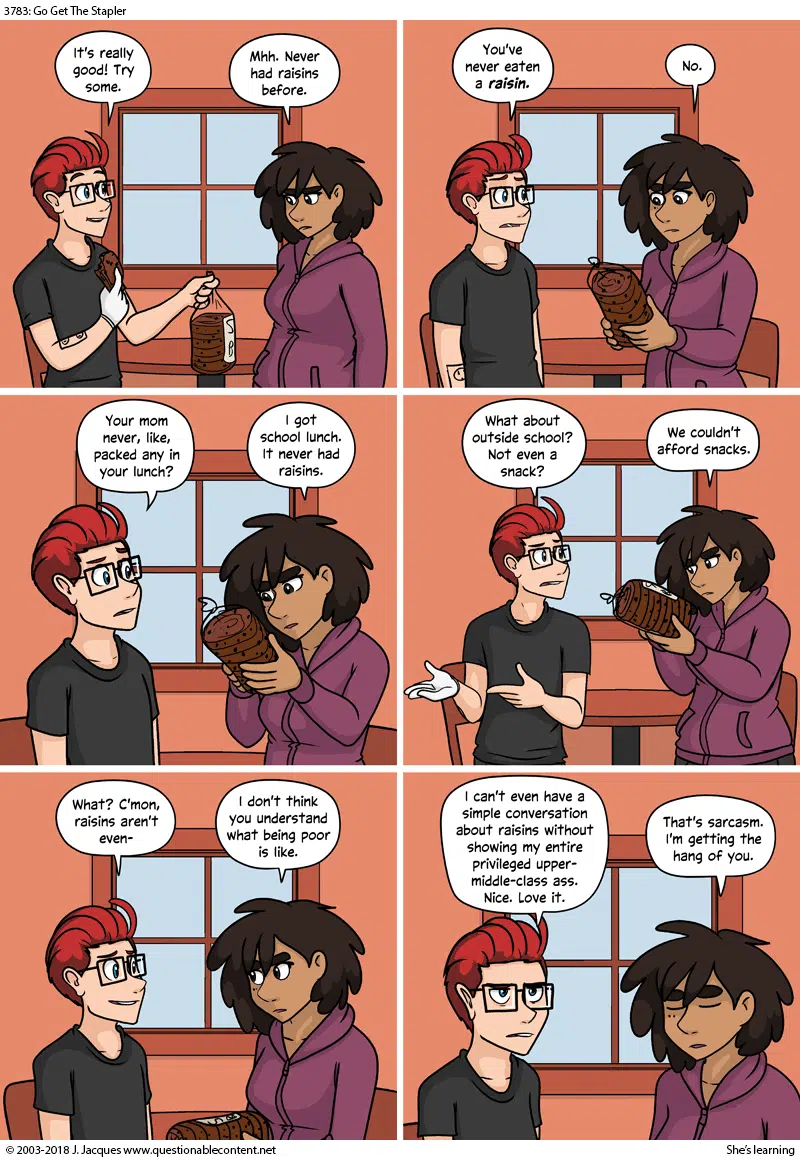 3783: Go Get The Stapler
It's really
good! Try
some.
Mhh. Never
had raisins
before.
You've
never eaten
a raisin.
No.
Your mom
never, like,
packed any in
your lunch?
I got
school lunch.
It never had
raisins.
What about
outside school?
Not even a
snack?
We couldn't
afford snacks.
What? C'mon,
raisins aren't
even-
I don't think
you understand
what being poor
is like.
I can't even have a
simple conversation
about raisins without
showing my entire
privileged upper-
middle-class ass.
Nice. Love it.
That's sarcasm.
I'm getting the
hang of you.
© 2003-2018 J. Jacques www.questionablecontent.net
She's learning